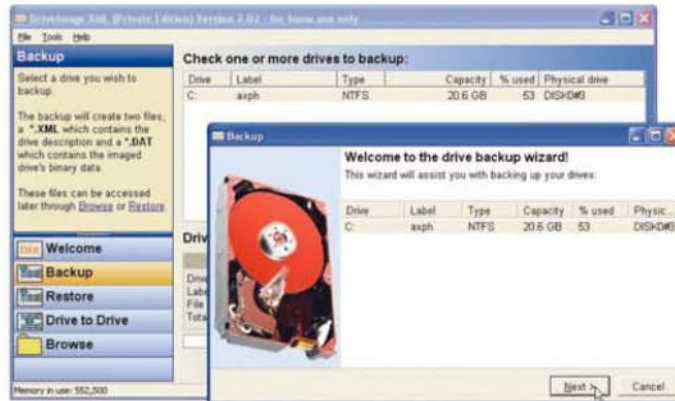 DriveImage XML (Private Edition) Version 2.02 - for home use only
File Tools Help
Backup
Select a drive you wish to
backup.
The backup will create two files,
a *.XML which contains the
drive description and a *.DAT
which contains the imaged
drive's binary data.
These files can be accessed
later through Browse or Restore.
Welcome
Backup
Restore
Drive to Drive
Browse
Memory in use: 552,500
Check one or more drives to backup:
Drive Label Type Capacity % used Physical drive
C: axph NTFS 20.6 GB 53
Driv
Drive
Labe
File
Tota
Backup
Welcome to the drive backup wizard!
This wizard will assist you with backing up your drives:
Drive Label Type Capacity % used Physic...
C: axph NTFS 20.6 GB 53
Next >
Cancel